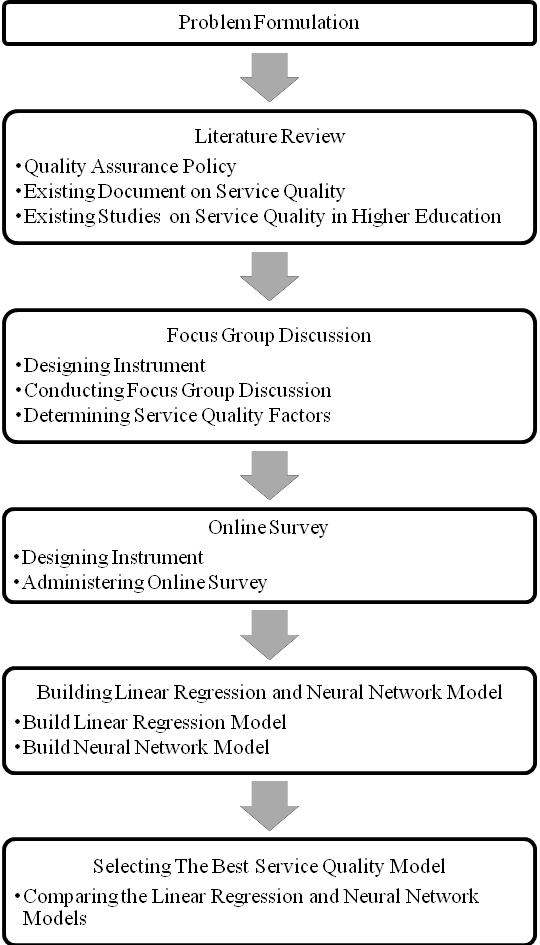 Problem Formulation
Literature Review
•Quality Assurance Policy
•Existing Document on Service Quality
•Existing Studies on Service Quality in Higher Education
Focus Group Discussion
•Designing Instrument
•Conducting Focus Group Discussion
•Determining Service Quality Factors
Online Survey
•Designing Instrument
•Administering Online Survey
Building Linear Regression and Neural Network Model
•Build Linear Regression Model
•Build Neural Network Model
Selecting The Best Service Quality Model
•Comparing the Linear Regression and Neural Network
Models